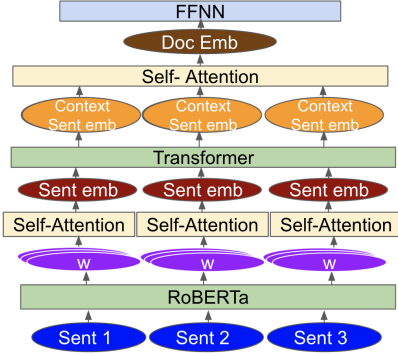 FFNN
Doc Emb
Self- Attention
Context Context Context
Sent emb Sent emb Sent emb
Transformer
Sent emb Sent emb Sent emb
Self-Attention Self-Attention Self-Attention
w w w
RoBERTa
Sent 1 Sent 2 Sent 3